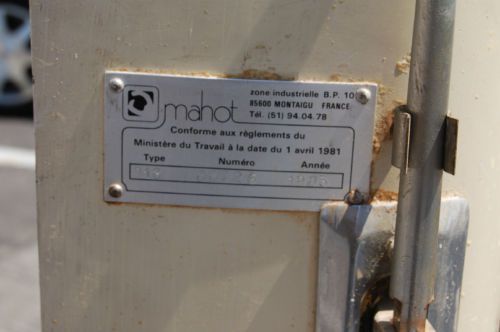 mahot
zone industrielle B.P. 10
85600 MONTAIGU FRANCE
Tél. (51) 94.04.78
Conforme aux règlements du
Ministère du Travail à la date du 1 avril 1981
Type Numéro Année